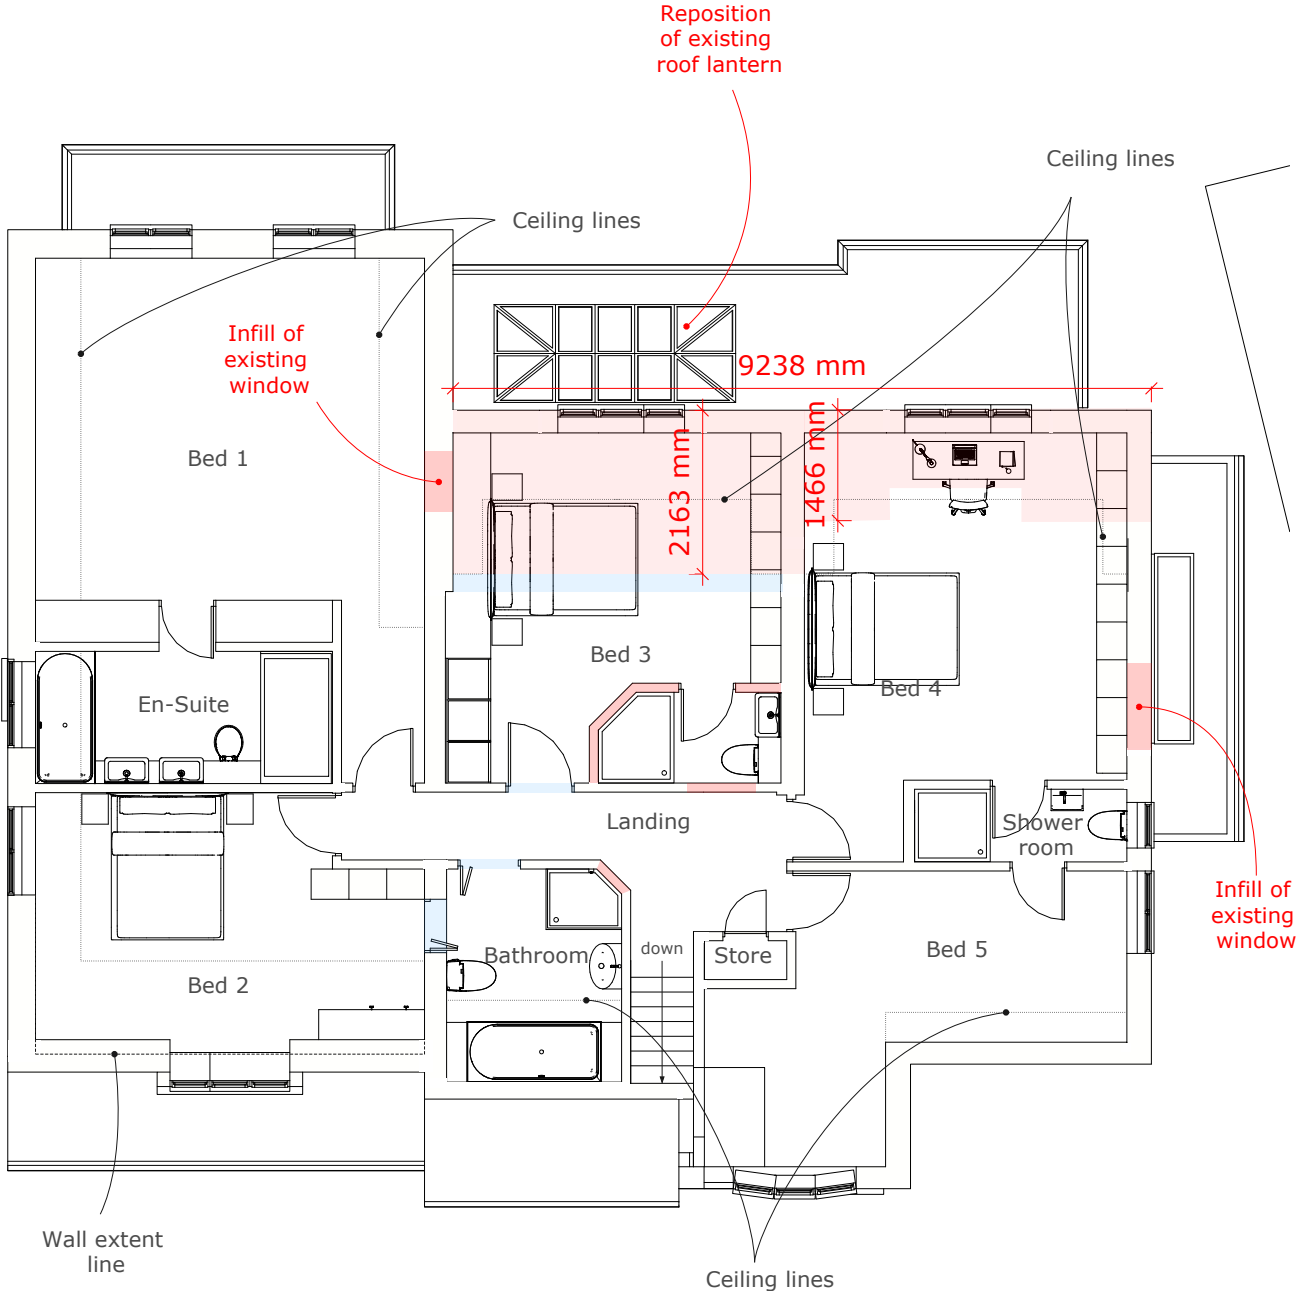 Reposition
of existing
roof lantern
Ceiling lines
Ceiling lines
Infill of
existing
window
9238 mm
2163 mm
1466 mm
Bed 1
Bed 3
Bed 4
En-Suite
Landing
Shower
room
Infill of
existing
window
Bathroom
down
Store
Bed 5
Bed 2
Wall extent
line
Ceiling lines